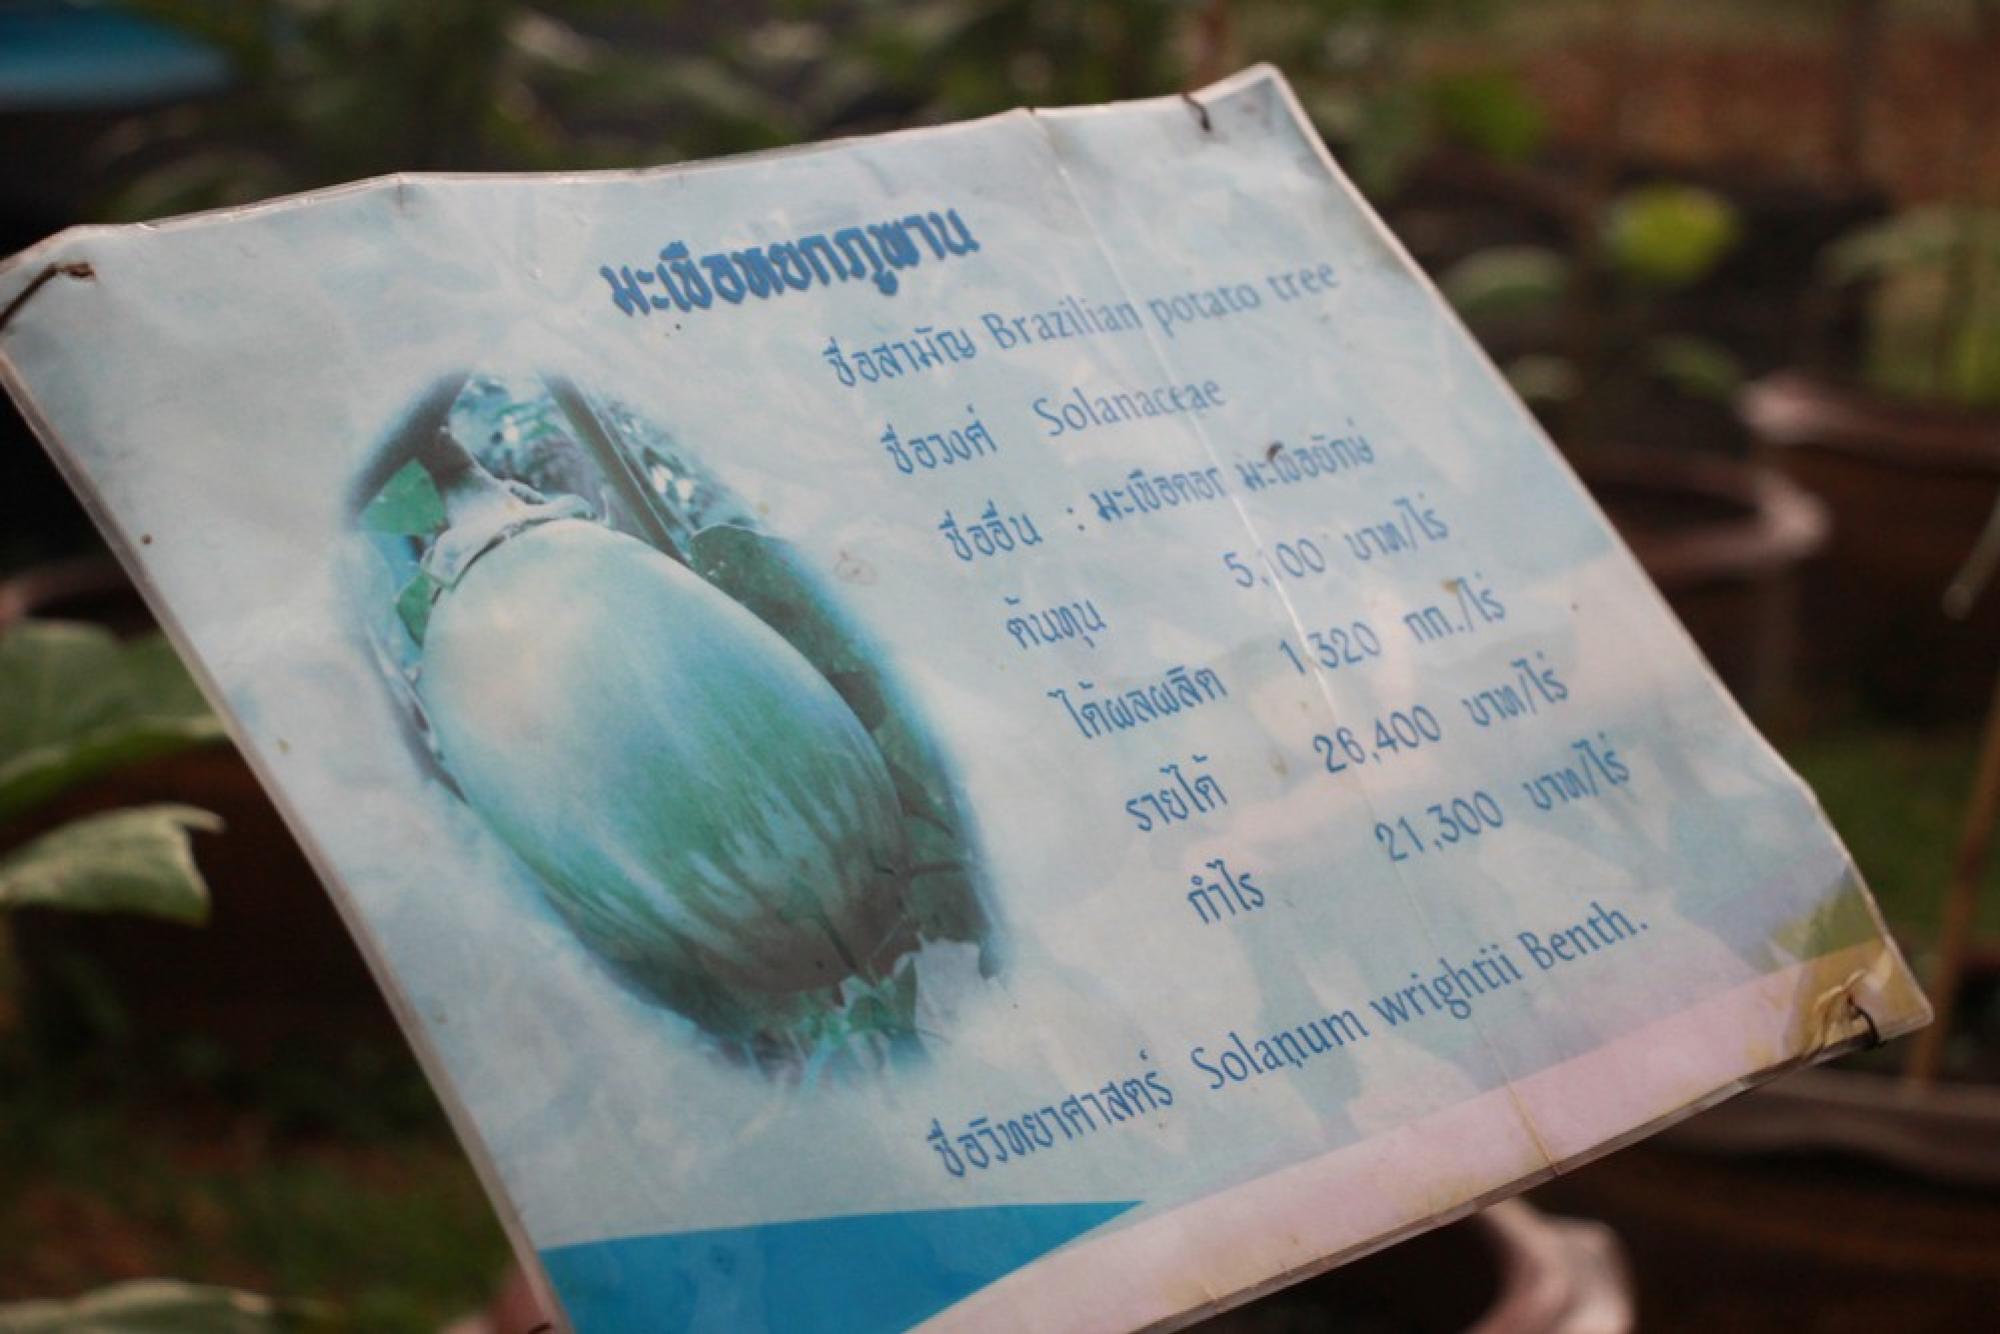 มะเขือหยกภูพาน
ชื่อสามัญ Brazilian potato tree
ชื่อวงศ์ Solanaceae
ชื่ออื่น : มะเขือดอก มะเขือยักษ์
ต้นทุน 5,100 บาท/ไร่
ได้ผลผลิต 1,320 กก./ไร่
รายได้ 26,400 บาท/ไร่
กำไร 21,300 บาท/ไร่
ชื่อวิทยาศาสตร์ Solanum wrightii Benth.